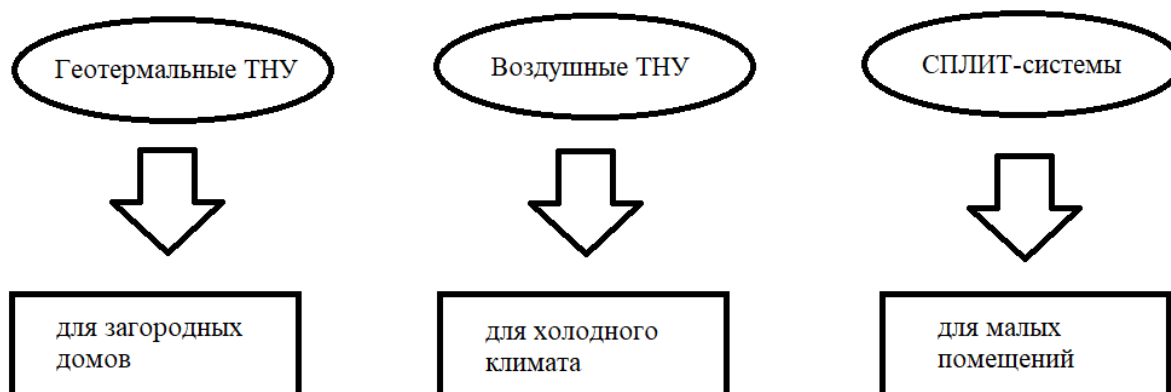 Геотермальные ТНУ
Воздушные ТНУ
СПЛИТ-системы
для загородных
домов
для холодного
климата
для малых
помещений